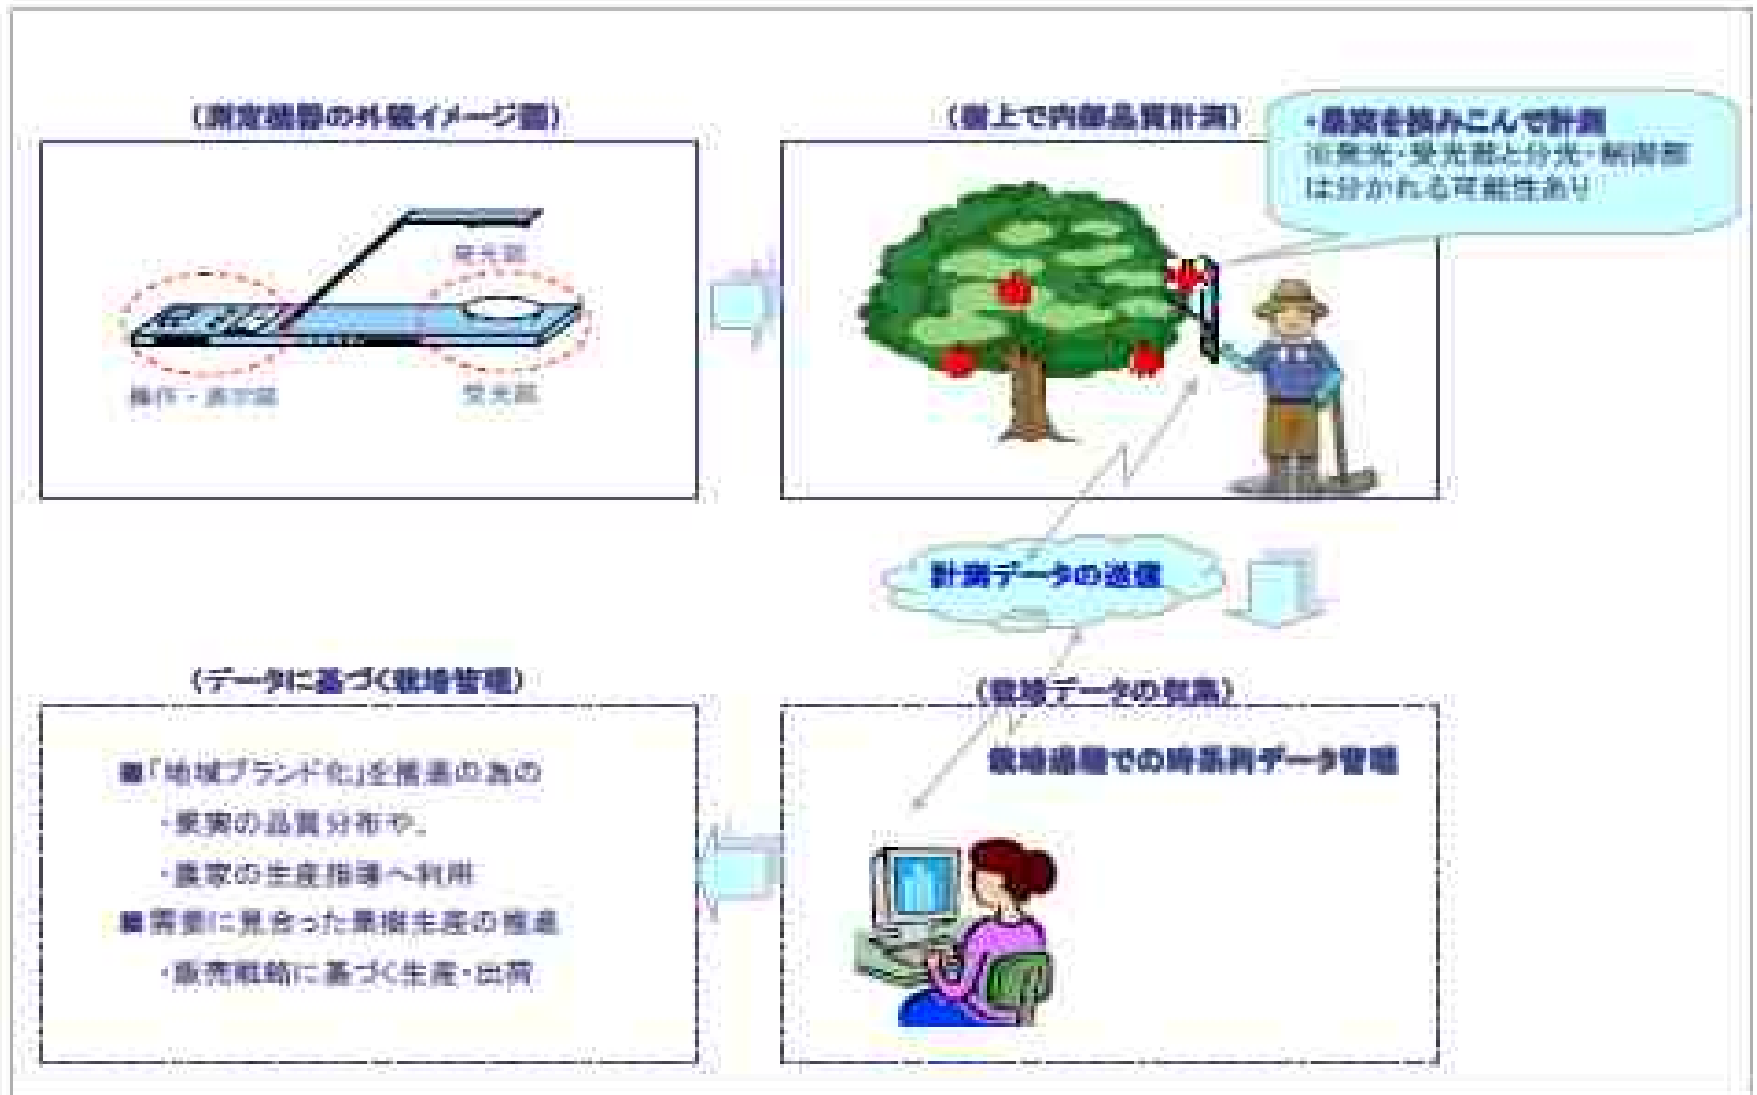 (測定機器の外観イメージ図)
発光部
操作・表示部
受光部
(樹上で内部品質計測)
・果実を挟みこんで計測
※発光・受光部と分光・制御部
は分かれる可能性あり
計測データの送信
(栽培データの収集)
栽培過程での時系列データ管理
(データに基づく栽培管理)
■「地域ブランド化」を推進の為の
・果実の品質分布や、
・農家の生産指導へ利用
■需要に見合った果樹生産の推進
・販売戦略に基づく生産・出荷